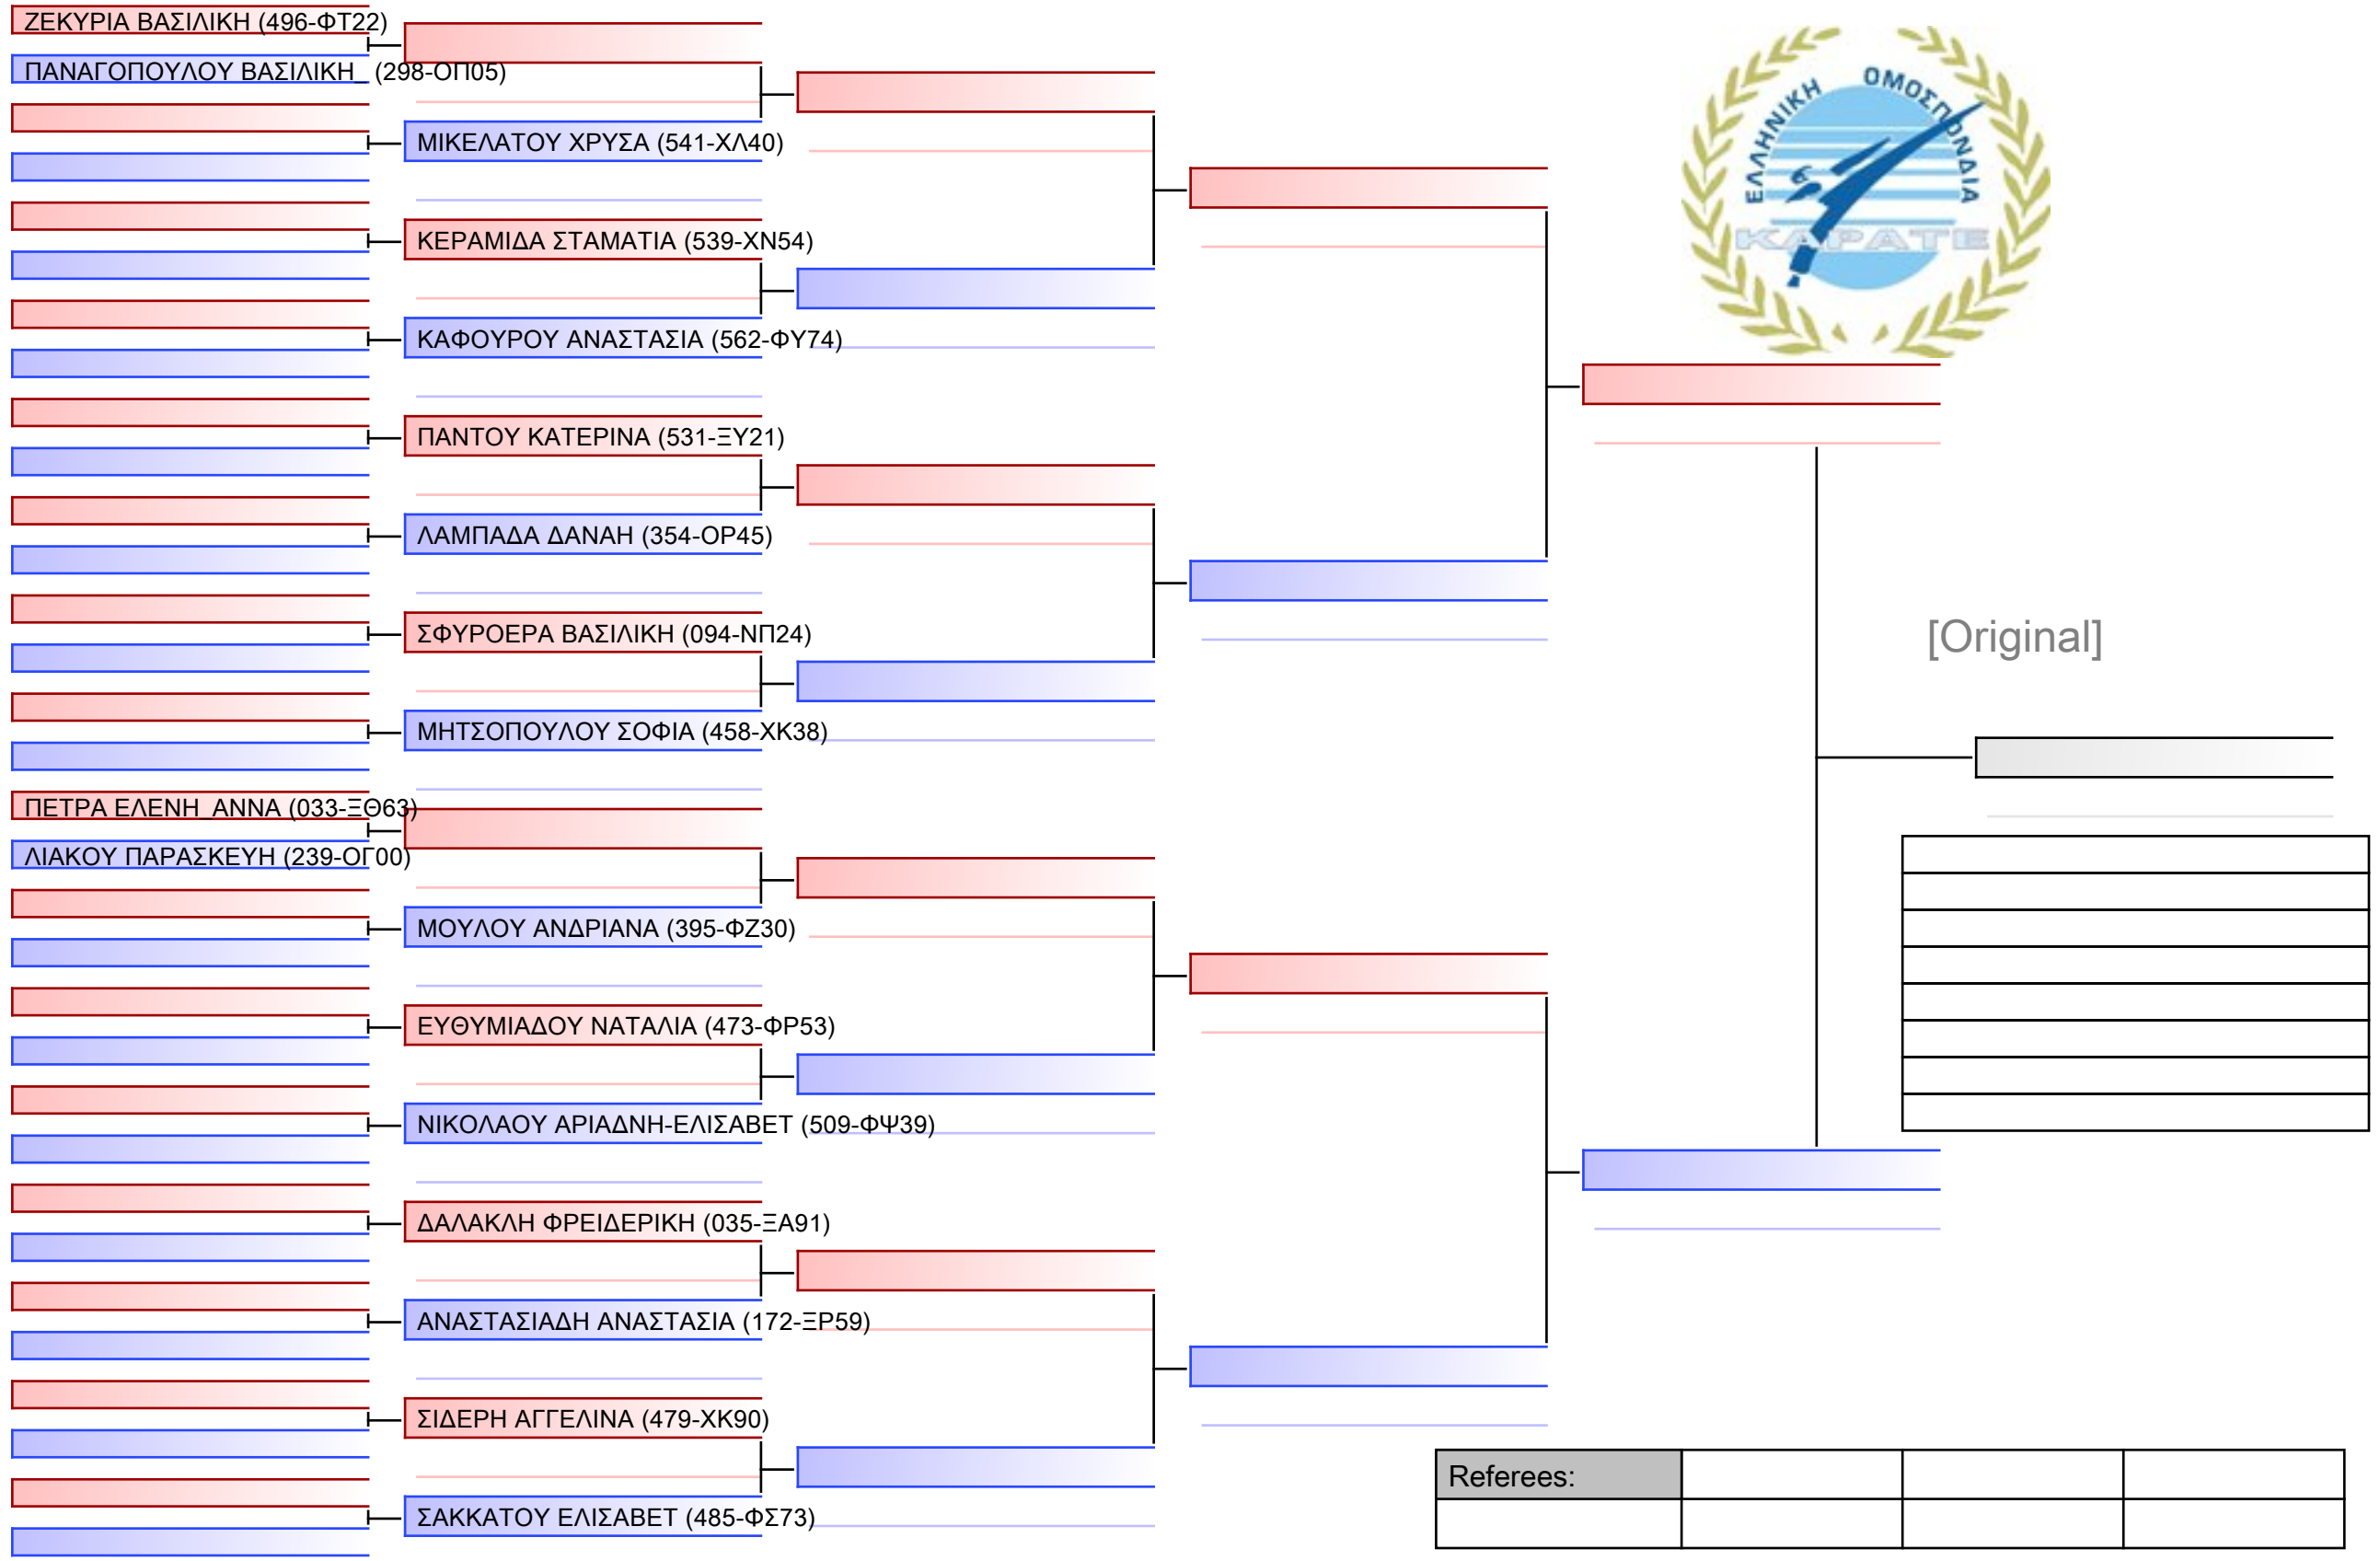 ΖΕΚΥΡΙΑ ΒΑΣΙΛΙΚΗ (496-ΦΤ22)
ΠΑΝΑΓΟΠΟΥΛΟΥ ΒΑΣΙΛΙΚΗ_ (298-ΟΠ05)
ΜΙΚΕΛΑΤΟΥ ΧΡΥΣΑ (541-ΧΛ40)
ΚΕΡΑΜΙΔΑ ΣΤΑΜΑΤΙΑ (539-ΧΝ54)
ΚΑΦΟΥΡΟΥ ΑΝΑΣΤΑΣΙΑ (562-ΦΥ74)
ΠΑΝΤΟΥ ΚΑΤΕΡΙΝΑ (531-ΞΥ21)
ΛΑΜΠΑΔΑ ΔΑΝΑΗ (354-ΟΡ45)
ΣΦΥΡΟΕΡΑ ΒΑΣΙΛΙΚΗ (094-ΝΠ24)
ΜΗΤΣΟΠΟΥΛΟΥ ΣΟΦΙΑ (458-ΧΚ38)
ΠΕΤΡΑ ΕΛΕΝΗ_ΑΝΝΑ (033-ΞΘ63)
ΛΙΑΚΟΥ ΠΑΡΑΣΚΕΥΗ (239-ΟΓ00)
ΜΟΥΛΟΥ ΑΝΔΡΙΑΝΑ (395-ΦΖ30)
ΕΥΘΥΜΙΑΔΟΥ ΝΑΤΑΛΙΑ (473-ΦΡ53)
ΝΙΚΟΛΑΟΥ ΑΡΙΑΔΝΗ-ΕΛΙΣΑΒΕΤ (509-ΦΨ39)
ΔΑΛΑΚΛΗ ΦΡΕΙΔΕΡΙΚΗ (035-ΞΑ91)
ΑΝΑΣΤΑΣΙΑΔΗ ΑΝΑΣΤΑΣΙΑ (172-ΞΡ59)
ΣΙΔΕΡΗ ΑΓΓΕΛΙΝΑ (479-ΧΚ90)
ΣΑΚΚΑΤΟΥ ΕΛΙΣΑΒΕΤ (485-ΦΣ73)
ΕΛΛΗΝΙΚΗ ΟΜΟΣΠΟΝΔΙΑ
ΚΑΡΑΤΕ
[Original]
Referees: